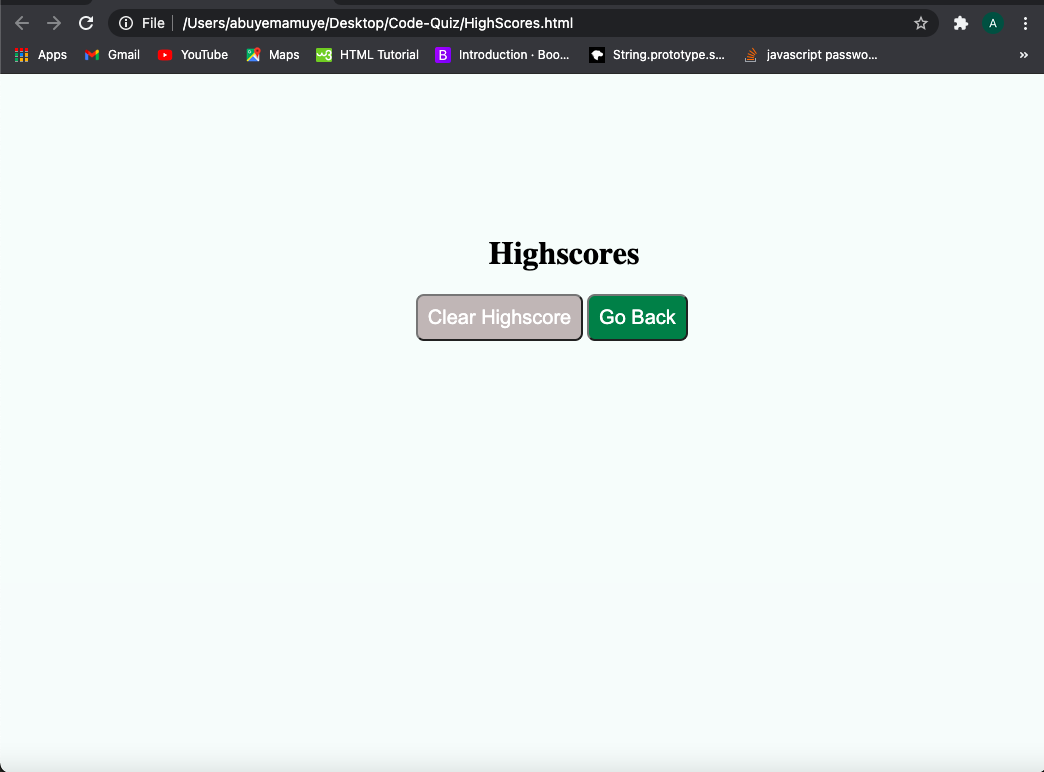 File /Users/abuyemamuye/Desktop/Code-Quiz/HighScores.html A
Apps Gmail YouTube Maps w3 HTML Tutorial B Introduction · Boo... String.prototype.s... javascript passwo... »
Highscores
Clear Highscore Go Back